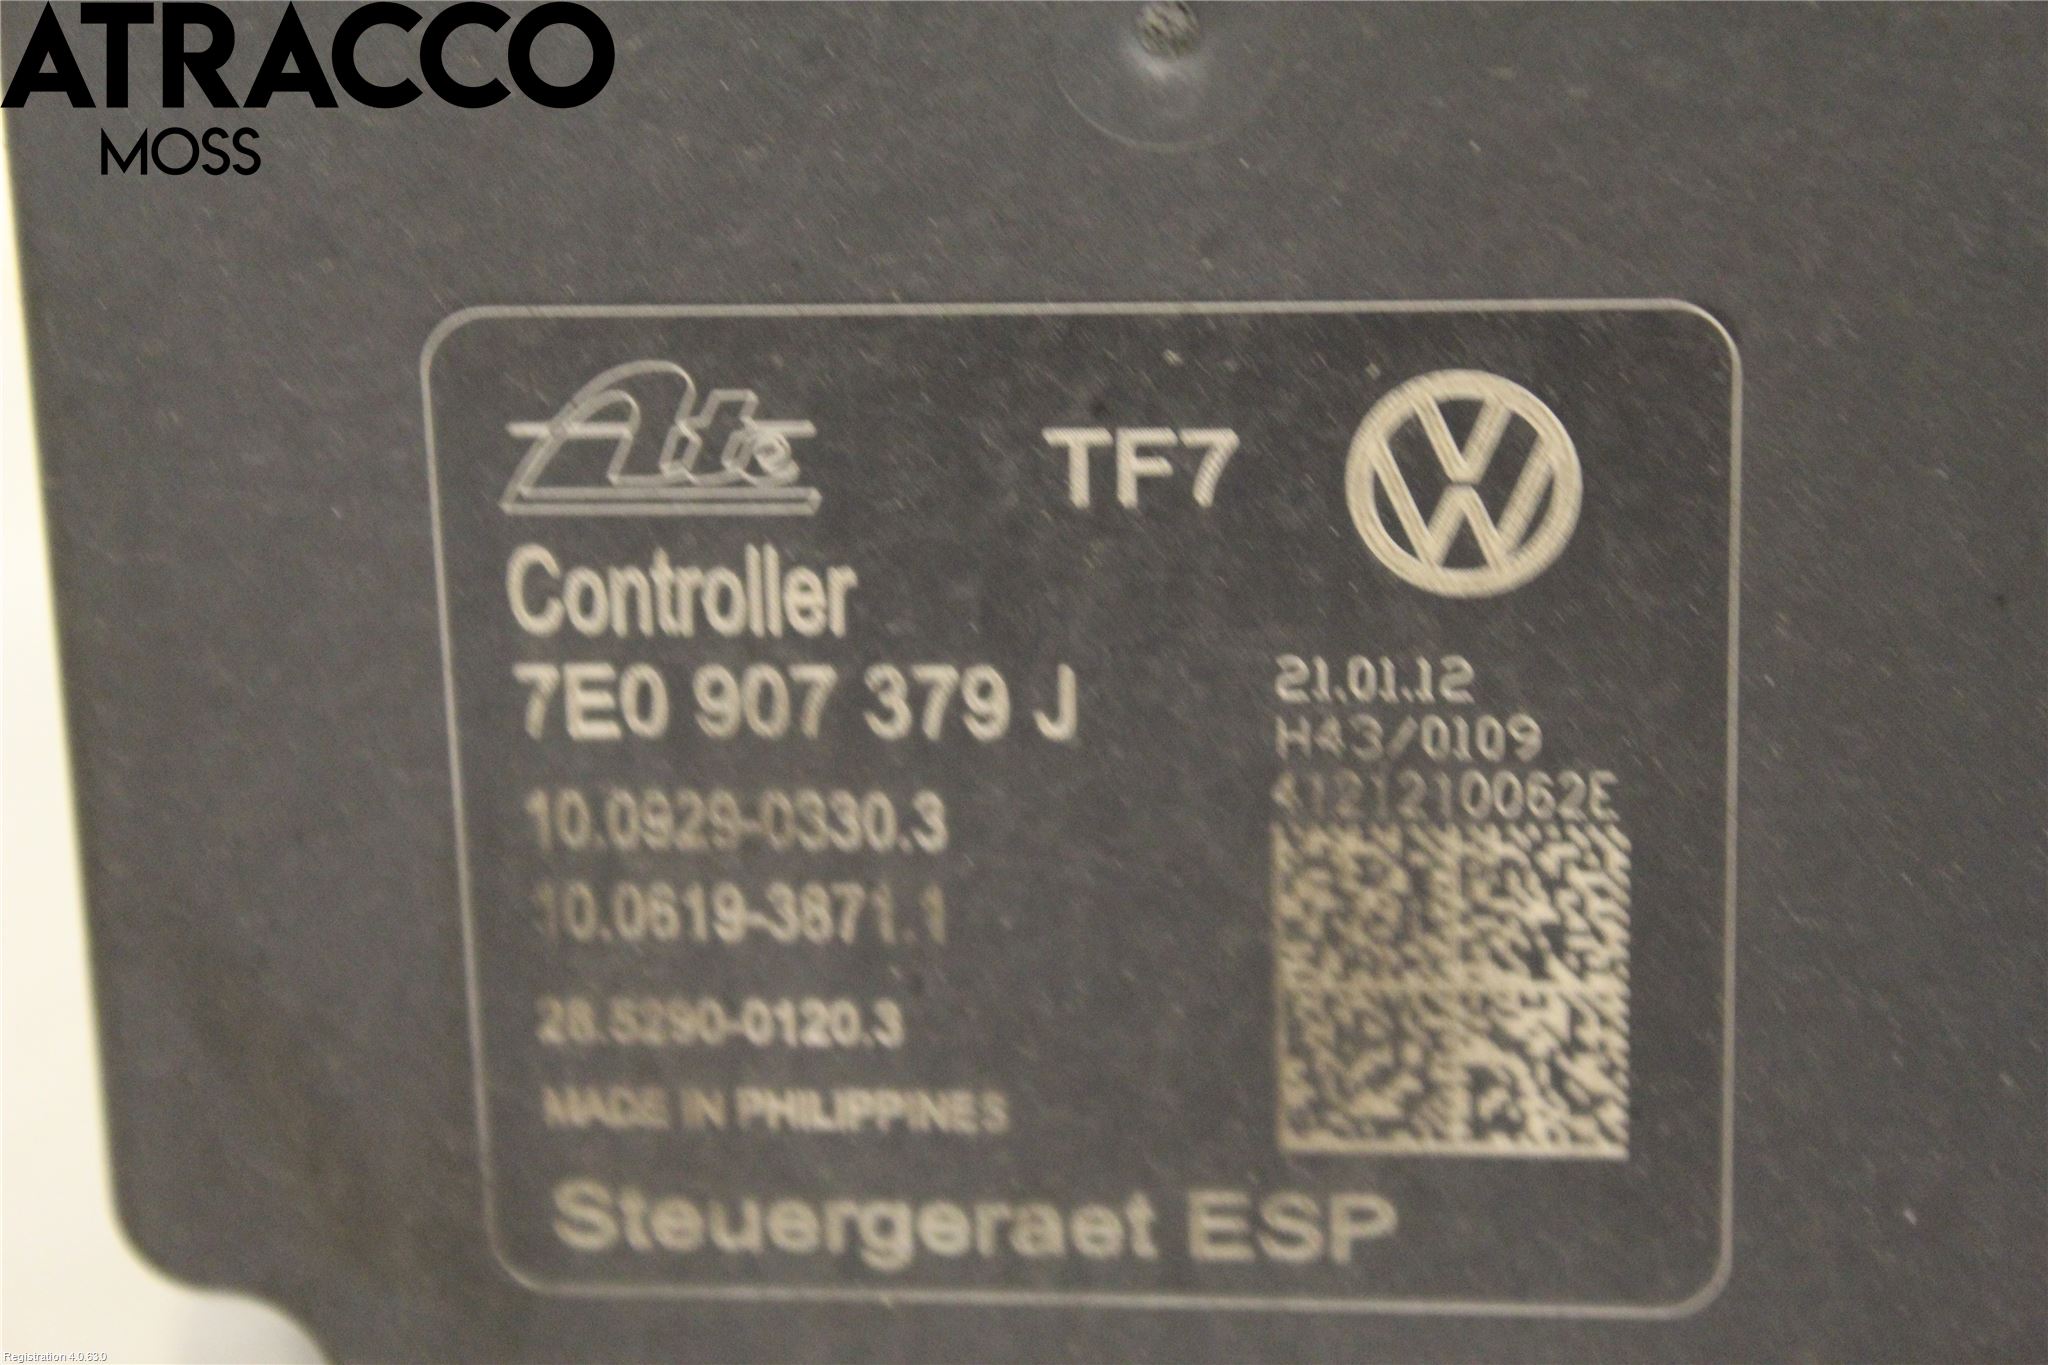 ATRACCO
MOSS
Ate
TF7
Controller
7E0 907 379 J
21.01.12
H43/0109
4121210062E
10.0929-0330.3
10.0619-3871.1
28.5290-0120.3
MADE IN PHILIPPINES
Steuergeraet ESP
Registration 4.0.63.0